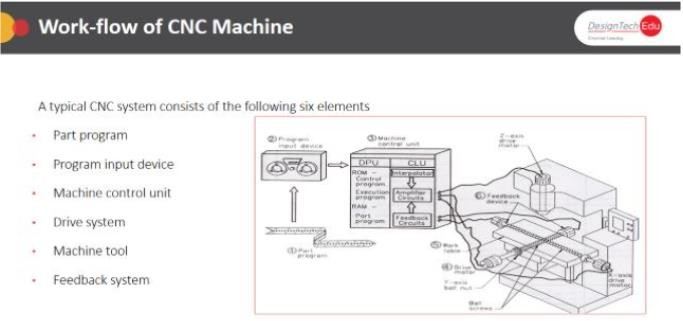 Work-flow of CNC Machine
DesignTech Edu
A typical CNC system consists of the following six elements
• Part program
• Program input device
• Machine control unit
• Drive system
• Machine tool
• Feedback system
② Program
input device
③ Machine
control unit
DPU CLU
ROM –
Control
program
Execution
program
RAM –
Part
program
Interpolator
Amplifier
Circuits
Feedback
Circuits
① Part
program
Z-axis
drive
motor
⑥ Feedback
device
⑤ Work
table
④ Drive
motor
Y-axis
ball nut
Ball
screws
X-axis
drive
motor